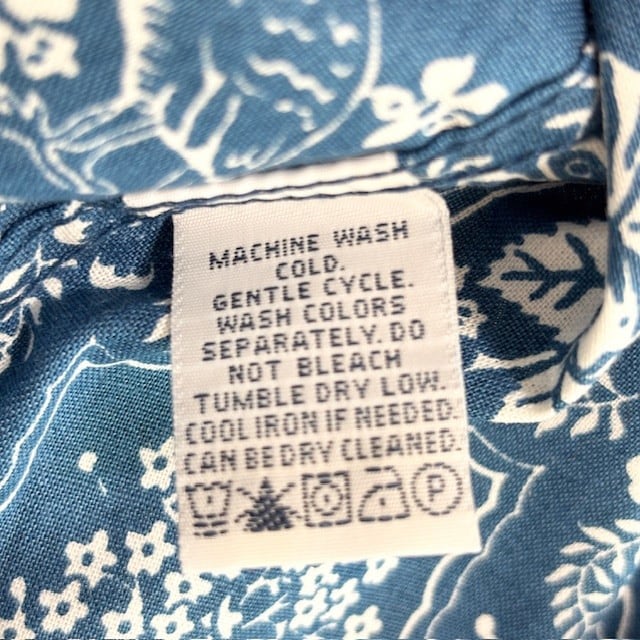 MACHINE WASH
COLD.
GENTLE CYCLE.
WASH COLORS
SEPARATELY. DO
NOT BLEACH
TUMBLE DRY LOW.
COOL IRON IF NEEDED.
CAN BE DRY CLEANED.
P